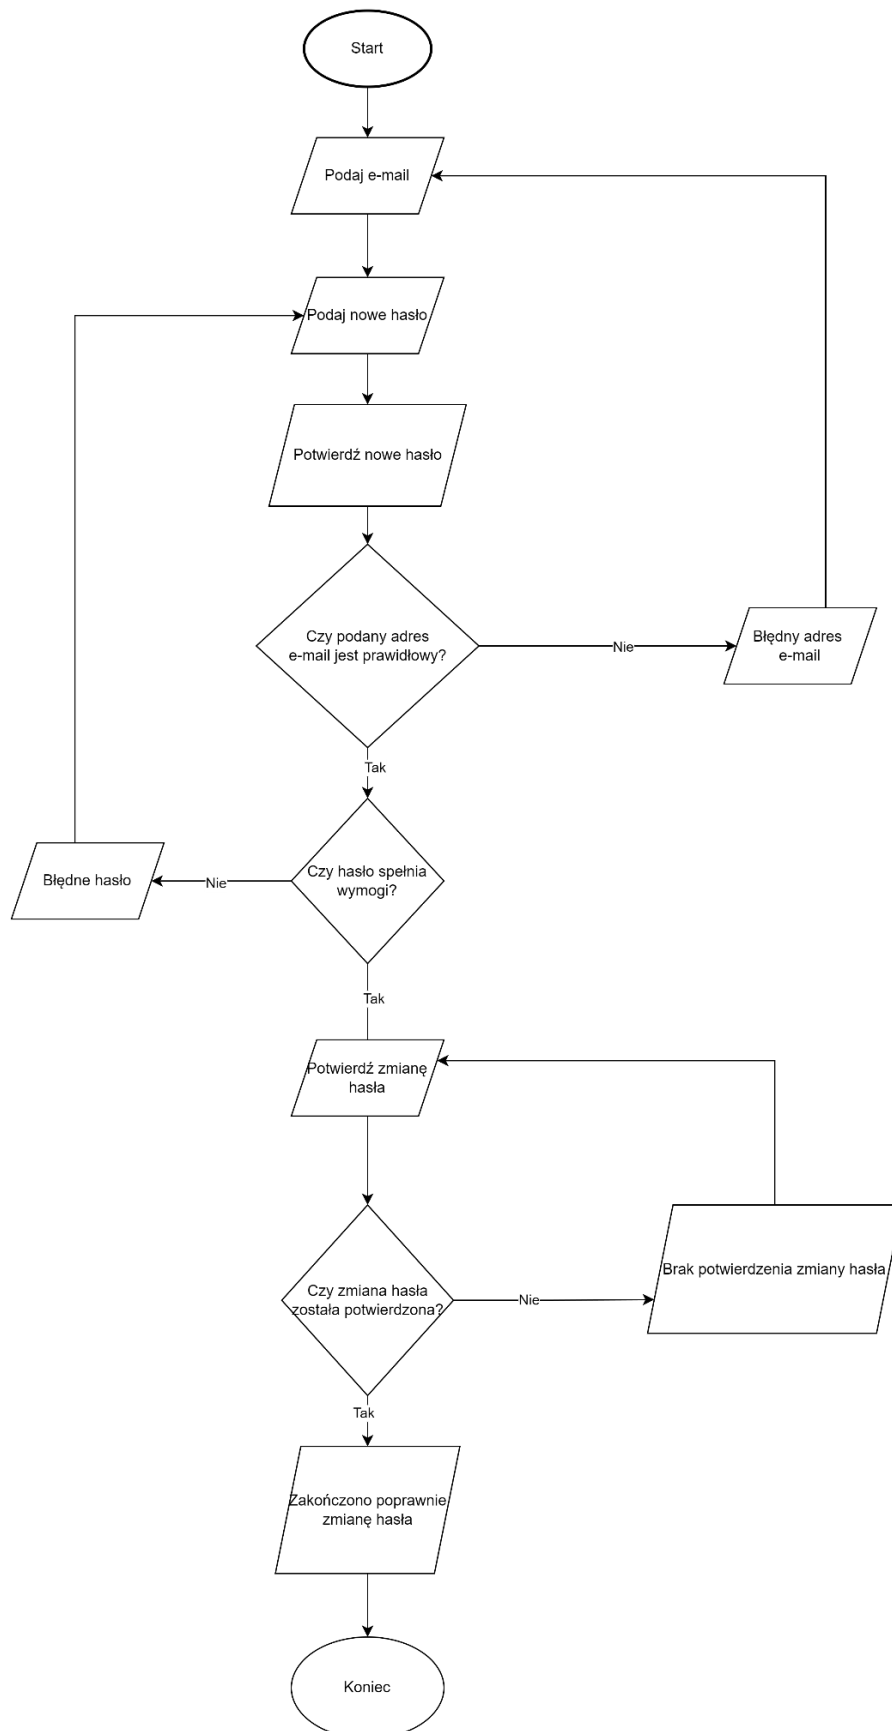 Start
Podaj e-mail
Podaj nowe hasło
Potwierdź nowe hasło
Czy podany adres
e-mail jest prawidłowy?
Nie
Błędny adres
e-mail
Tak
Czy hasło spełnia
wymogi?
Nie
Błędne hasło
Tak
Potwierdź zmianę
hasła
Czy zmiana hasła
została potwierdzona?
Nie
Brak potwierdzenia zmiany hasła
Tak
Zakończono poprawnie
zmianę hasła
Koniec